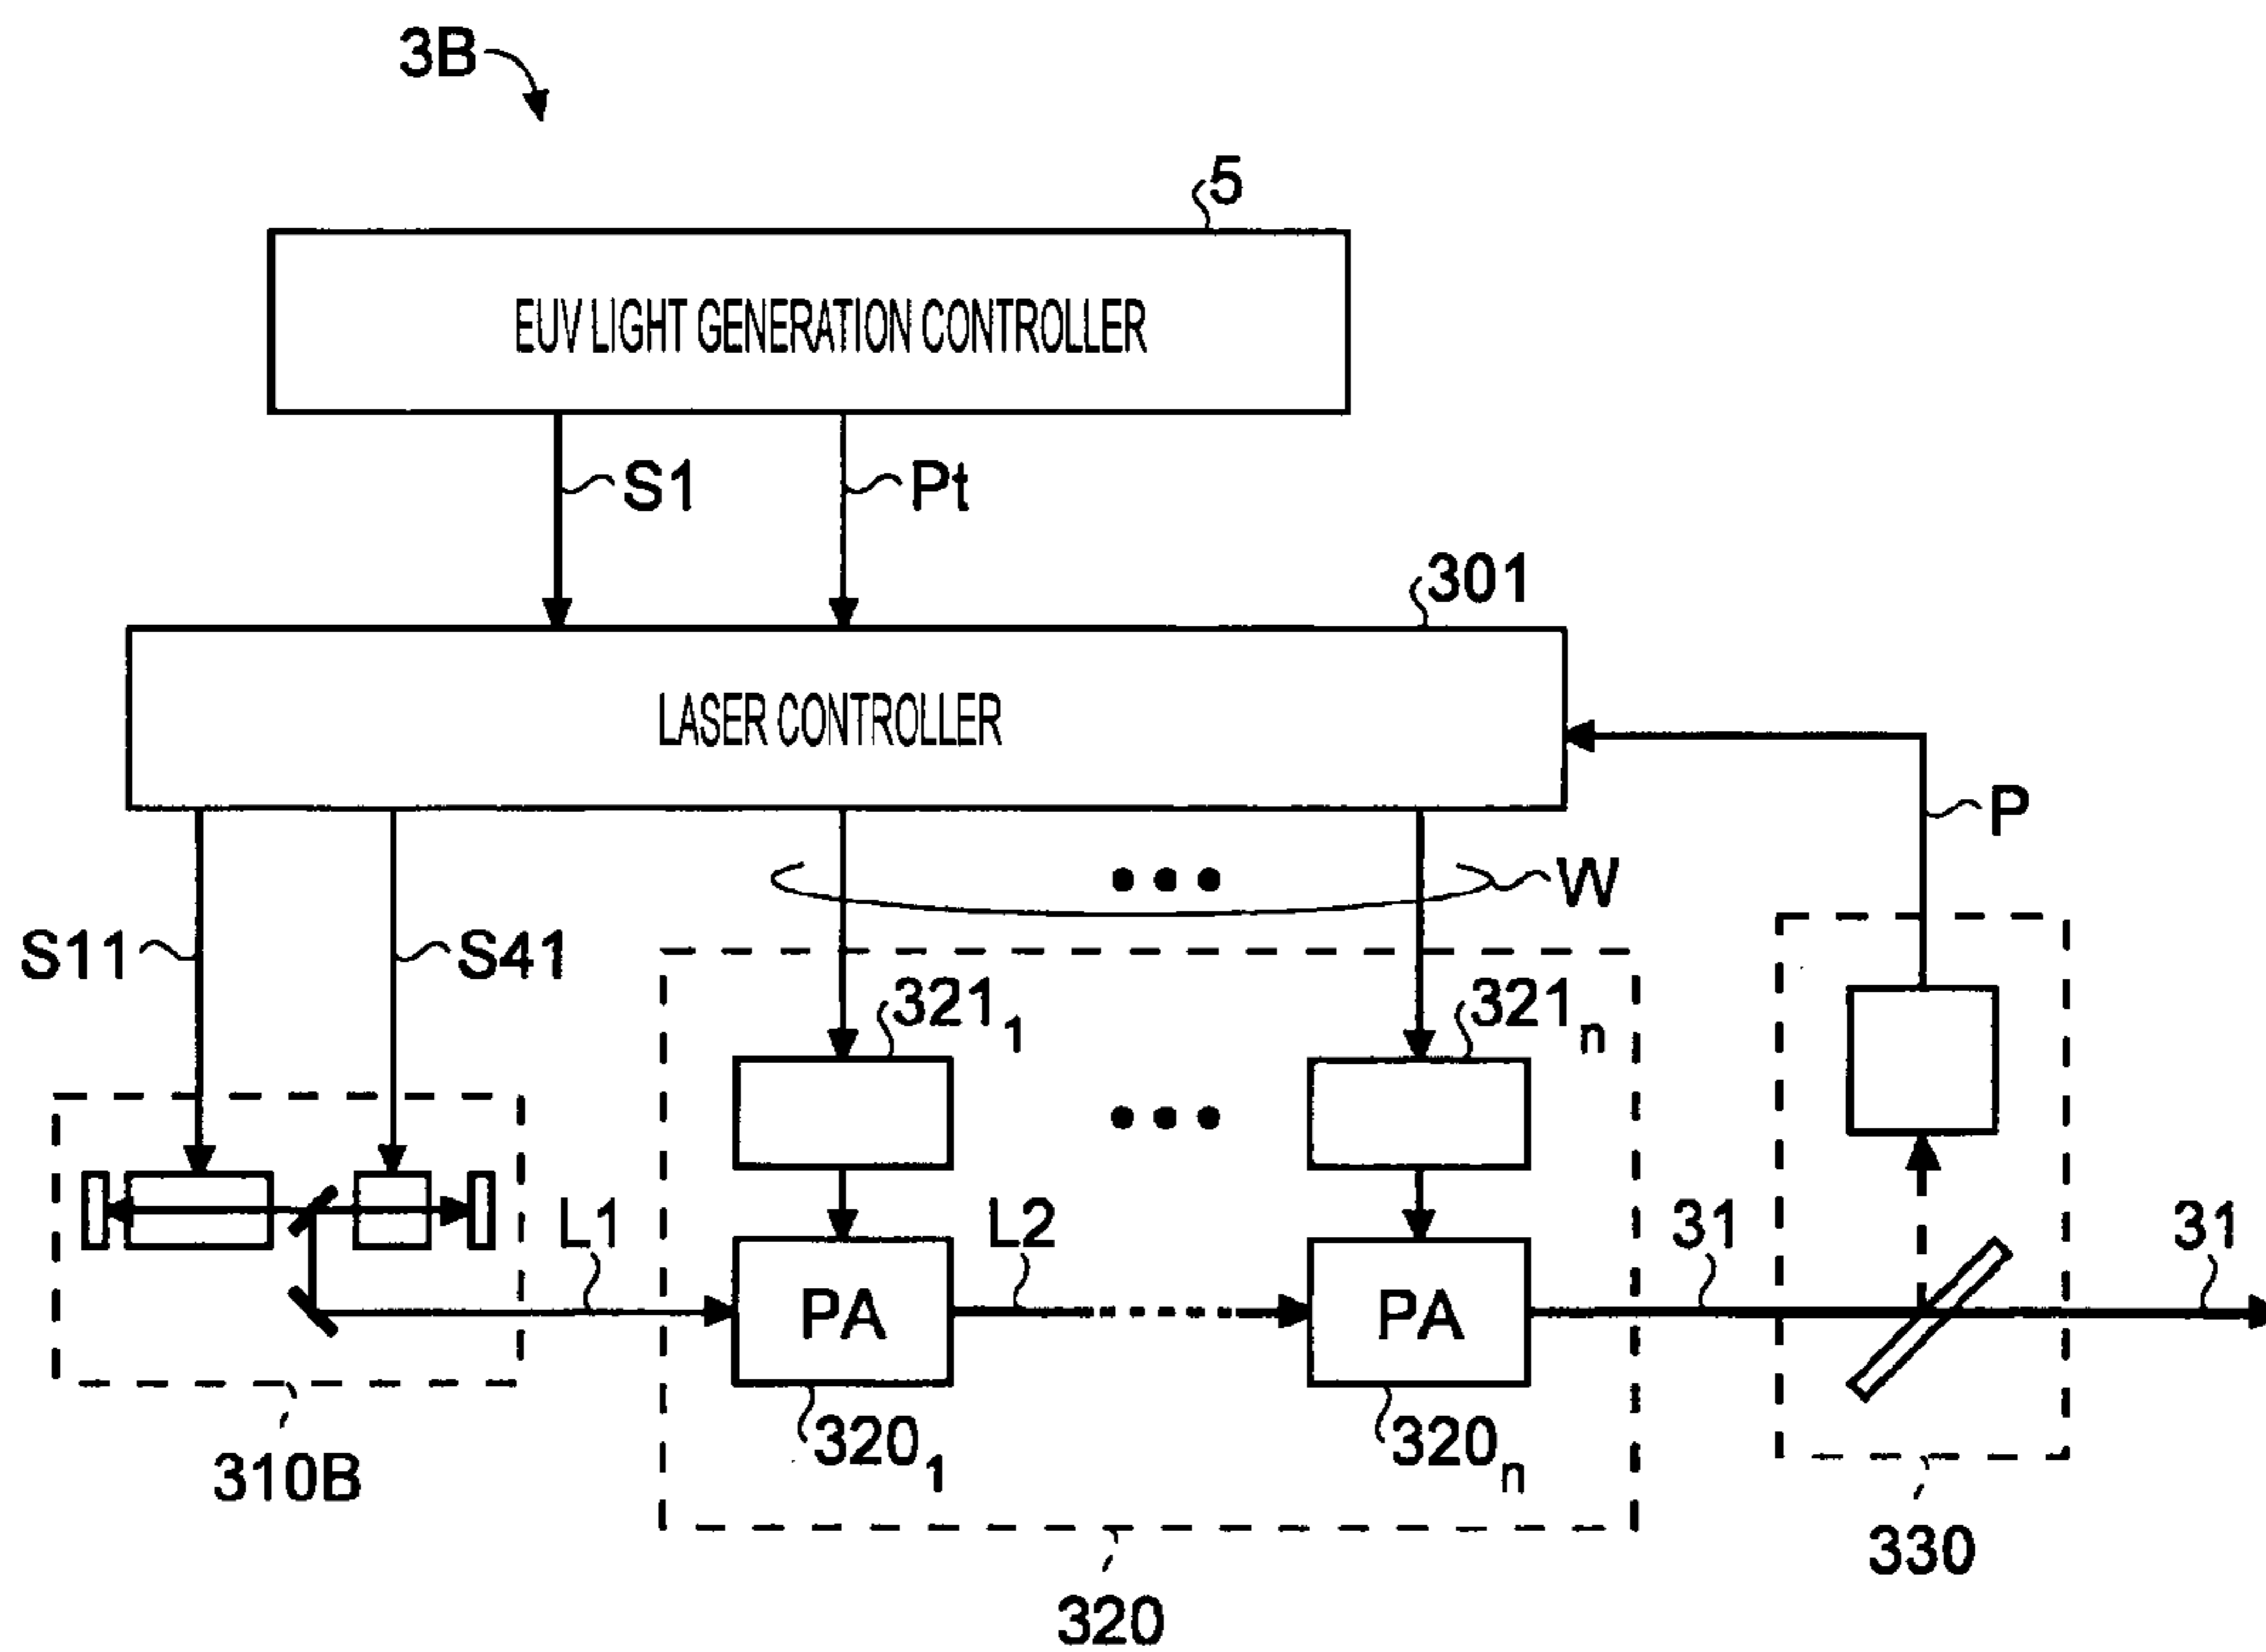 3B
5
EUV LIGHT GENERATION CONTROLLER
S1 Pt
301
LASER CONTROLLER
P
W
S11 S41
321₁ 321ₙ
L1 L2 31 31
PA PA
320₁ 320ₙ
310B
330
320